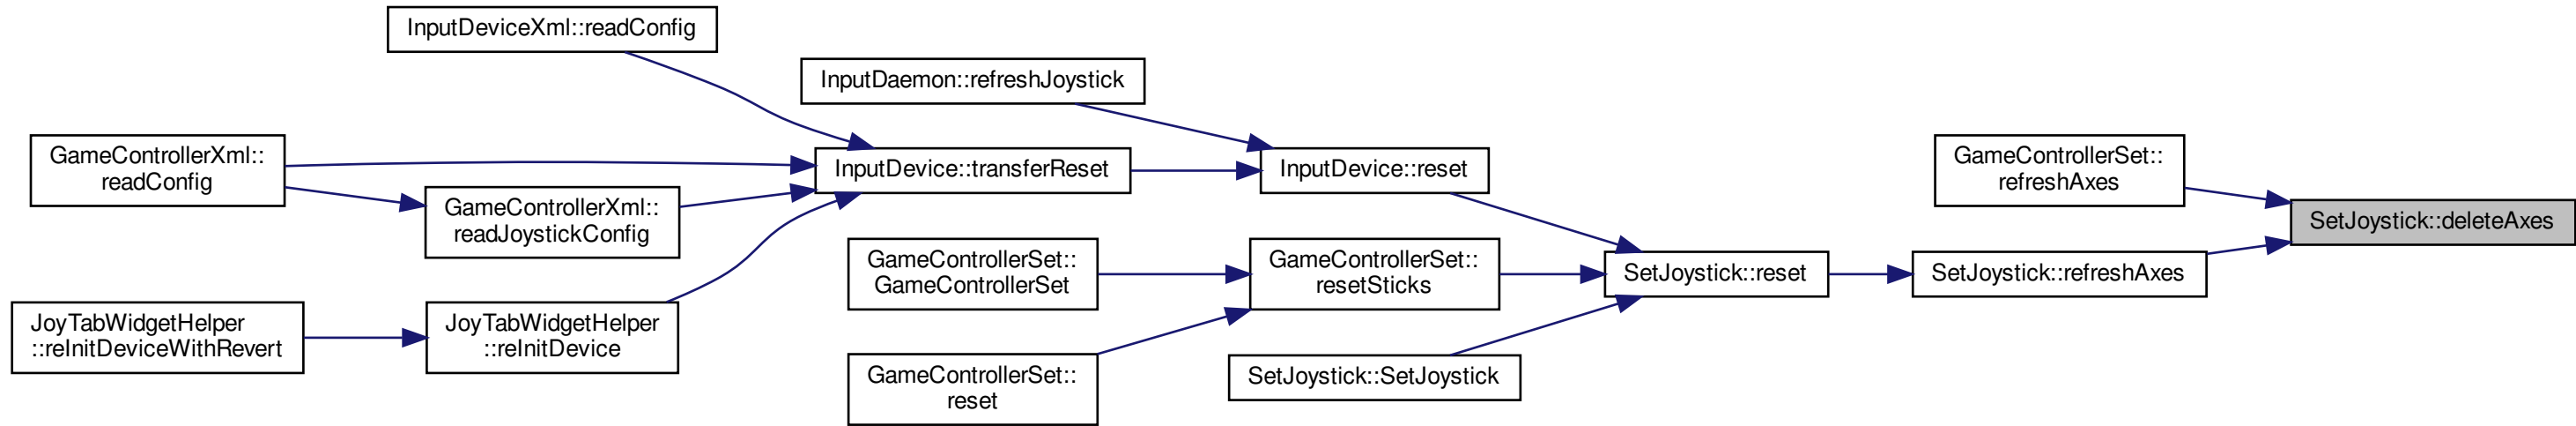 InputDeviceXml::readConfig
InputDaemon::refreshJoystick
GameControllerXml::
readConfig
InputDevice::transferReset
InputDevice::reset
GameControllerSet::
refreshAxes
GameControllerXml::
readJoystickConfig
SetJoystick::deleteAxes
GameControllerSet::
GameControllerSet
GameControllerSet::
resetSticks
SetJoystick::reset
SetJoystick::refreshAxes
JoyTabWidgetHelper
::reInitDeviceWithRevert
JoyTabWidgetHelper
::reInitDevice
GameControllerSet::
reset
SetJoystick::SetJoystick